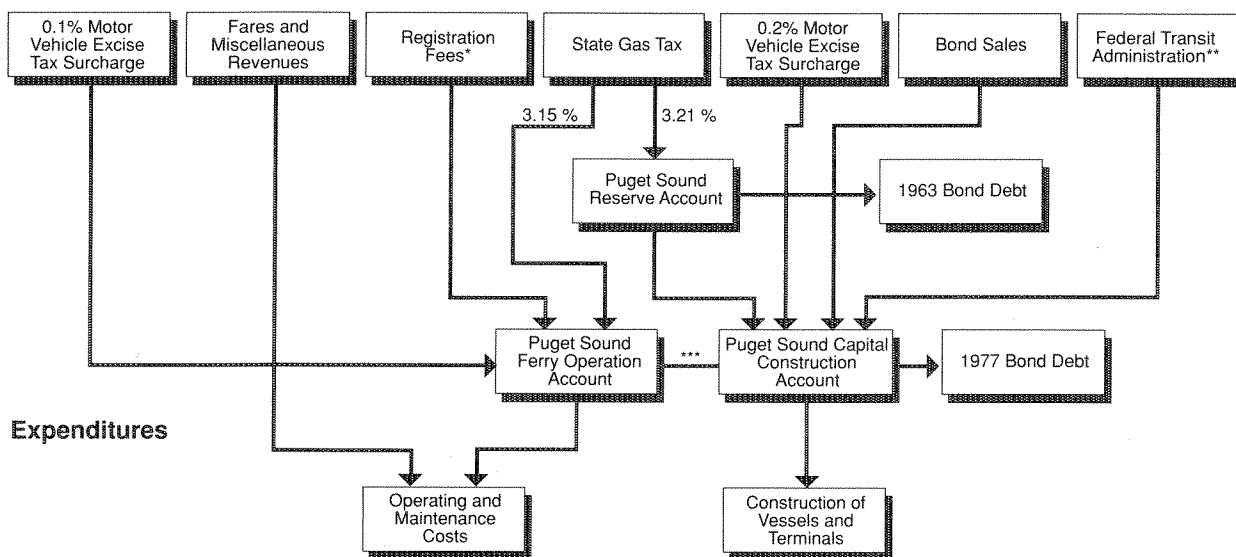 0.1% Motor
Vehicle Excise
Tax Surcharge
Fares and
Miscellaneous
Revenues
Registration
Fees*
State Gas Tax
0.2% Motor
Vehicle Excise
Tax Surcharge
Bond Sales
Federal Transit
Administration**
3.15 %
3.21 %
Puget Sound
Reserve Account
1963 Bond Debt
Puget Sound
Ferry Operation
Account
***
Puget Sound Capital
Construction
Account
1977 Bond Debt
Expenditures
Operating and
Maintenance
Costs
Construction of
Vessels and
Terminals